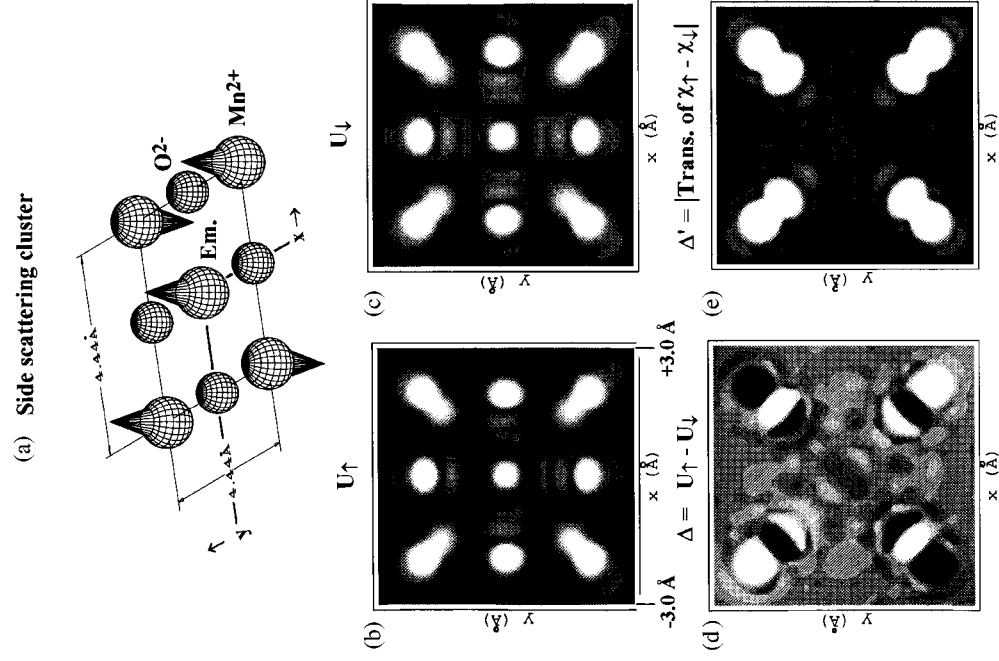 (a) Side scattering cluster
4.44Å
O²⁻
Mn²⁺
Em.
4.44Å
y
x
(b) U↑
Y (Å)
-3.0 Å +3.0 Å
(c) U↓
Y (Å)
x (Å)
(d) Δ = U↑ - U↓
Y (Å)
x (Å)
(e) Δ' = |Trans. of χ↑ - χ↓|
Y (Å)
x (Å)